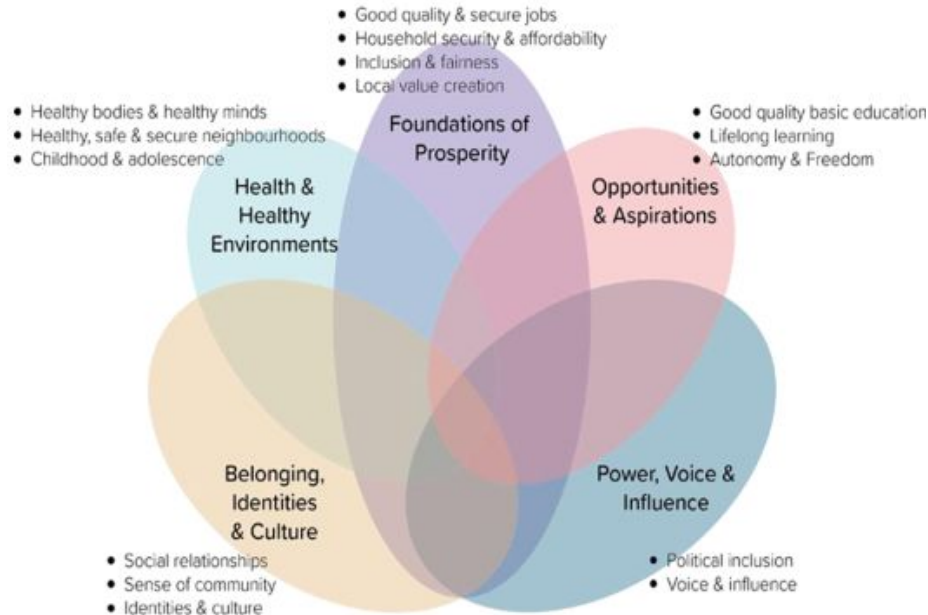 • Good quality & secure jobs
• Household security & affordability
• Inclusion & fairness
• Local value creation
Foundations of
Prosperity
• Healthy bodies & healthy minds
• Healthy, safe & secure neighbourhoods
• Childhood & adolescence
Health &
Healthy
Environments
• Good quality basic education
• Lifelong learning
• Autonomy & Freedom
Opportunities
& Aspirations
Belonging,
Identities
& Culture
• Social relationships
• Sense of community
• Identities & culture
Power, Voice &
Influence
• Political inclusion
• Voice & influence